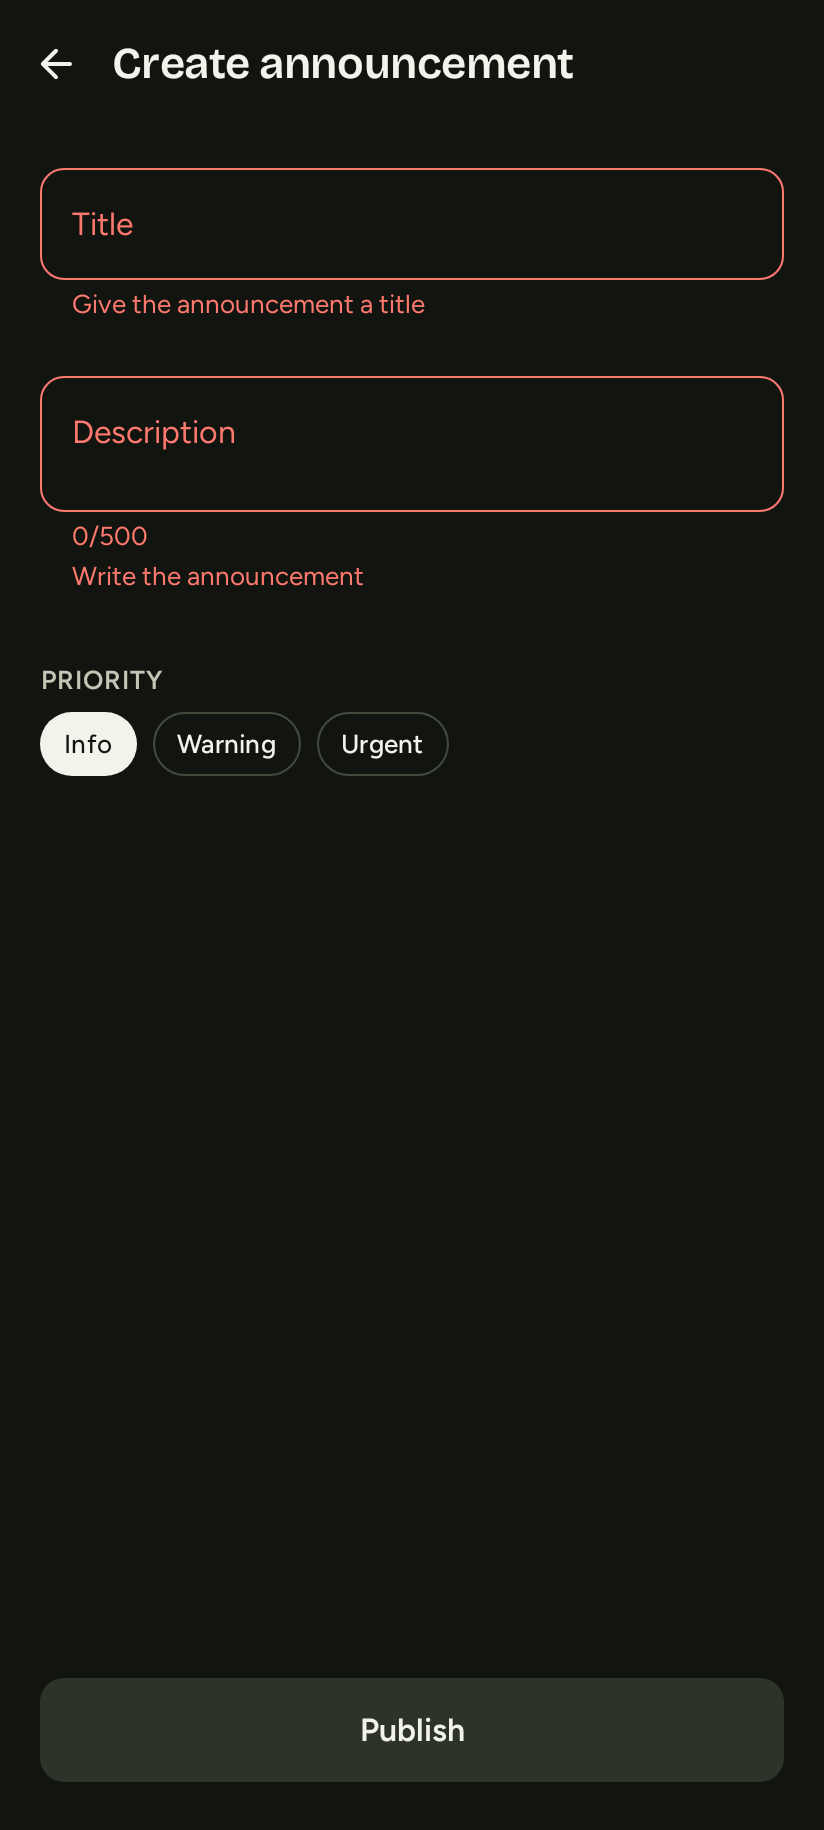 Create announcement
Title
Give the announcement a title
Description
0/500
Write the announcement
PRIORITY
Info Warning Urgent
Publish